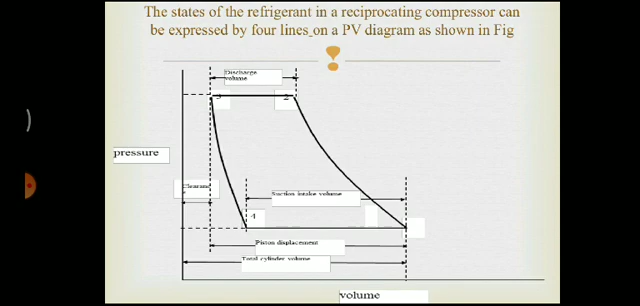 The states of the refrigerant in a reciprocating compressor can
be expressed by four lines on a PV diagram as shown in Fig
Discharge
volume
3
2
pressure
Clearanc
e
Suction intake volume
4
Piston displacement
Total cylinder volume
volume